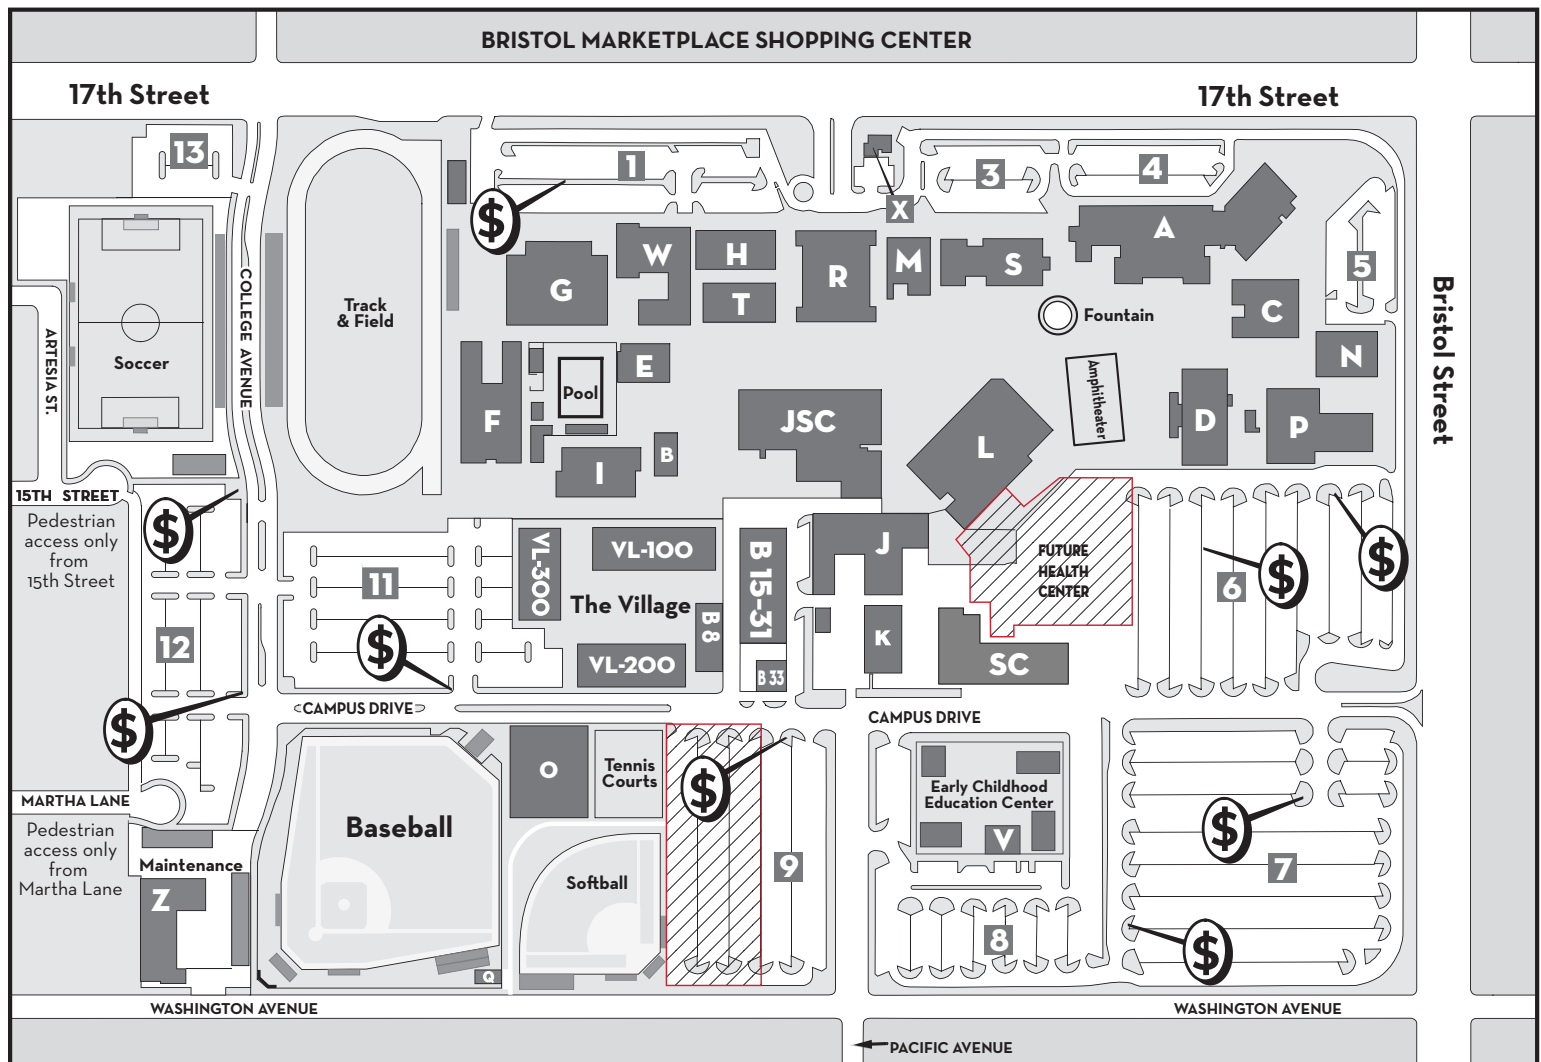 BRISTOL MARKETPLACE SHOPPING CENTER
17th Street
17th Street
13
1
3
4
X
$
A
W
H
M
S
R
G
T
5
C
COLLEGE AVENUE
Track
& Field
Fountain
Bristol Street
ARTESIA ST.
Soccer
E
N
Pool
Amphitheater
F
JSC
D
P
L
B
I
15TH STREET
Pedestrian
access only
from
15th Street
$
VL-300
VL-100
B 15-31
J
FUTURE
HEALTH
CENTER
$
$
6
11
The Village
B 8
12
$
K
VL-200
SC
B 33
CAMPUS DRIVE
CAMPUS DRIVE
$
O
Tennis
Courts
$
Early Childhood
Education Center
MARTHA LANE
Pedestrian
access only
from
Martha Lane
Baseball
$
V
Maintenance
9
7
Softball
Z
8
$
Q
WASHINGTON AVENUE
WASHINGTON AVENUE
PACIFIC AVENUE